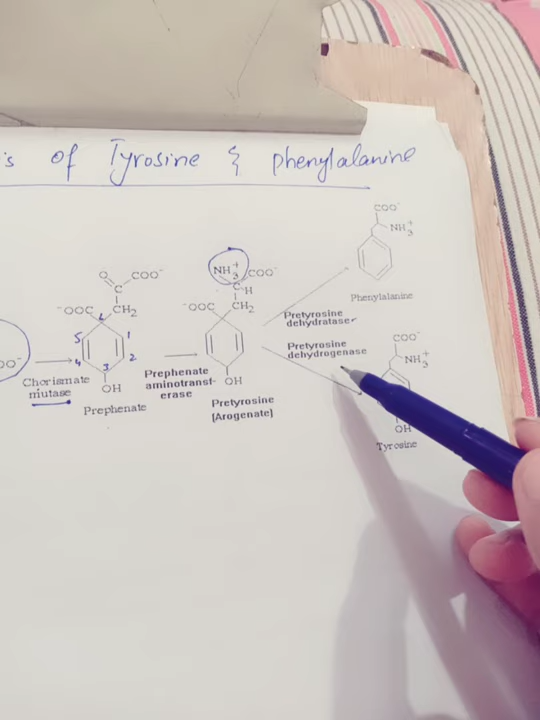 s of Tyrosine & phenylalanine
COO⁻
NH₃⁺
Phenylalanine
O
C
COO⁻
⁻OOC
CH₂
6
5
1
4
2
3
OH
Prephenate
OO⁻
Chorismate
mutase
Prephenate
aminotransf-
erase
NH₃⁺
COO⁻
C
H
⁻OOC
CH₂
OH
Pretyrosine
[Arogenate]
Pretyrosine
dehydratase
Pretyrosine
dehydrogenase
COO⁻
NH₃⁺
OH
Tyrosine